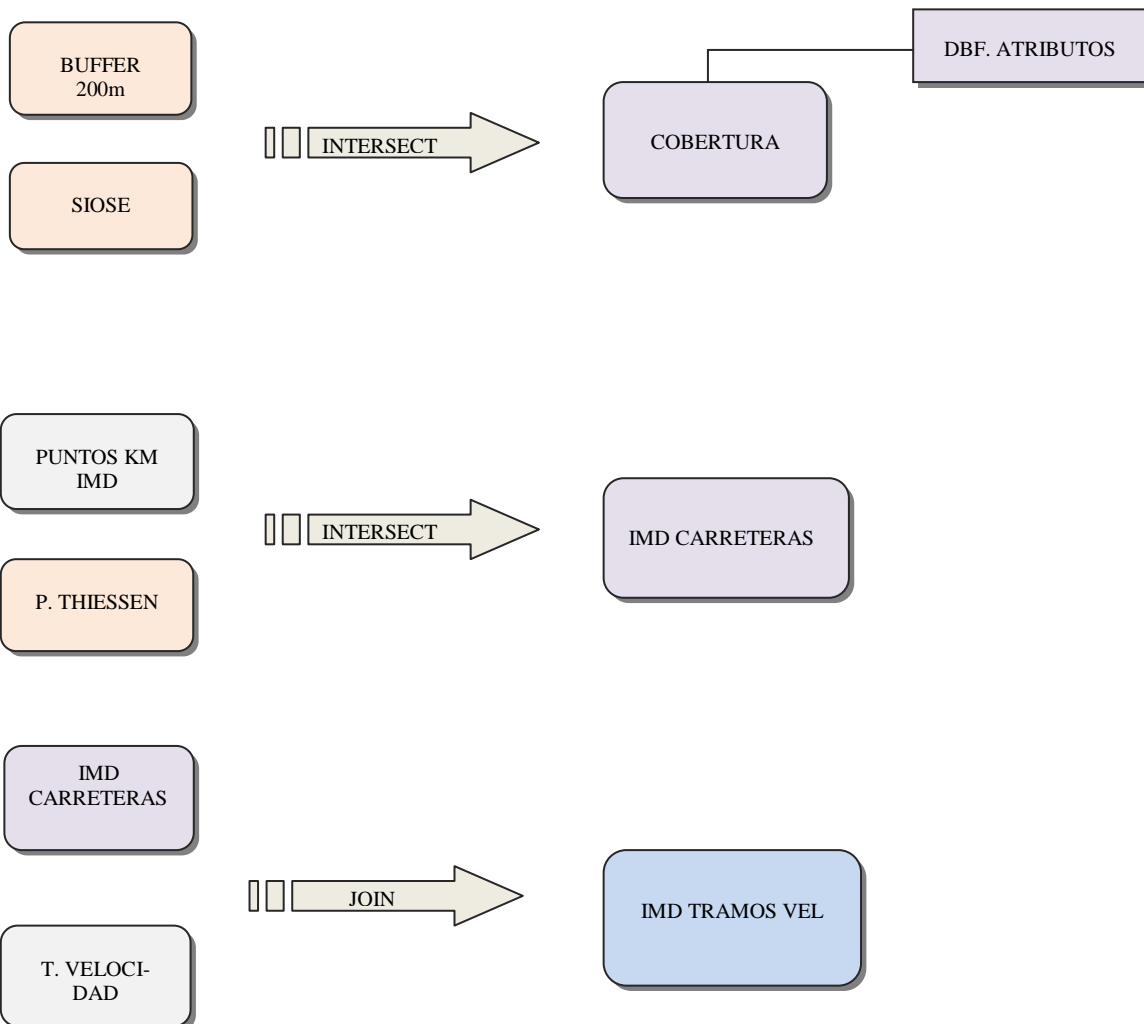 BUFFER
200m
SIOSE
INTERSECT
COBERTURA
DBF. ATRIBUTOS
PUNTOS KM
IMD
P. THIESSEN
INTERSECT
IMD CARRETERAS
IMD
CARRETERAS
T. VELOCI-
DAD
JOIN
IMD TRAMOS VEL